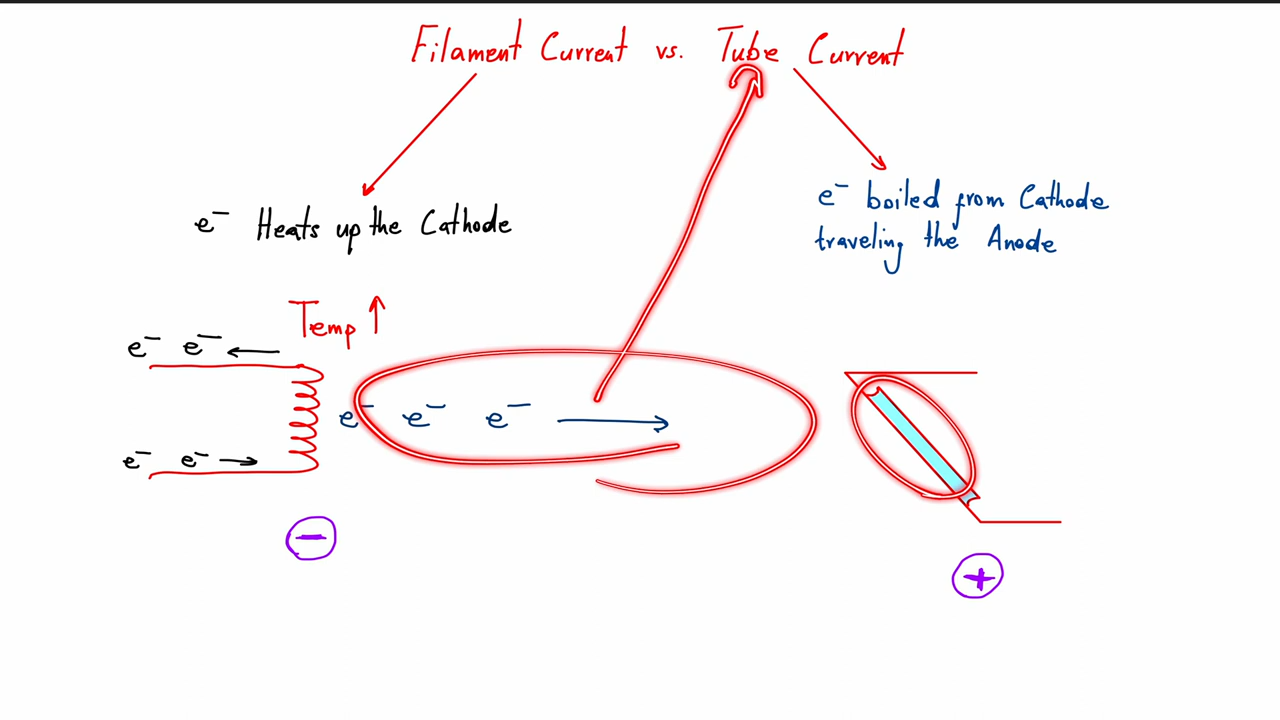 Filament Current vs. Tube Current
e⁻ Heats up the Cathode
e⁻ boiled from Cathode
traveling the Anode
Temp ↑
e⁻ e⁻ ←
e⁻ e⁻ e⁻ →
e⁻ e⁻ →
−
+